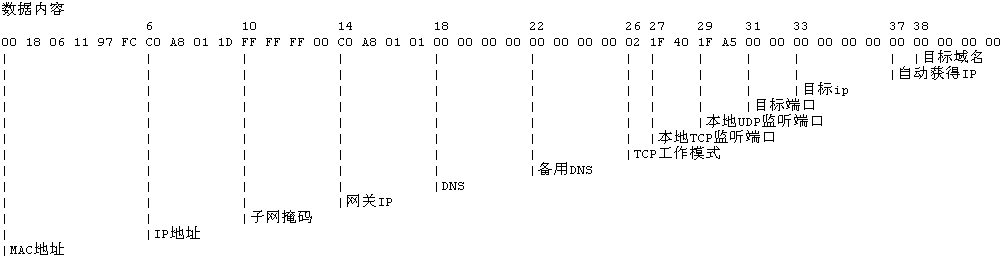 数据内容
6 10 14 18 22 26 27 29 31 33 37 38
00 18 06 11 97 FC C0 A8 01 1D FF FF FF 00 C0 A8 01 01 00 00 00 00 00 00 00 00 02 1F 40 1F A5 00 00 00 00 00 00 00 00 00 00 00
目标域名
自动获得IP
目标ip
目标端口
本地UDP监听端口
本地TCP监听端口
TCP工作模式
备用DNS
DNS
网关IP
子网掩码
IP地址
MAC地址